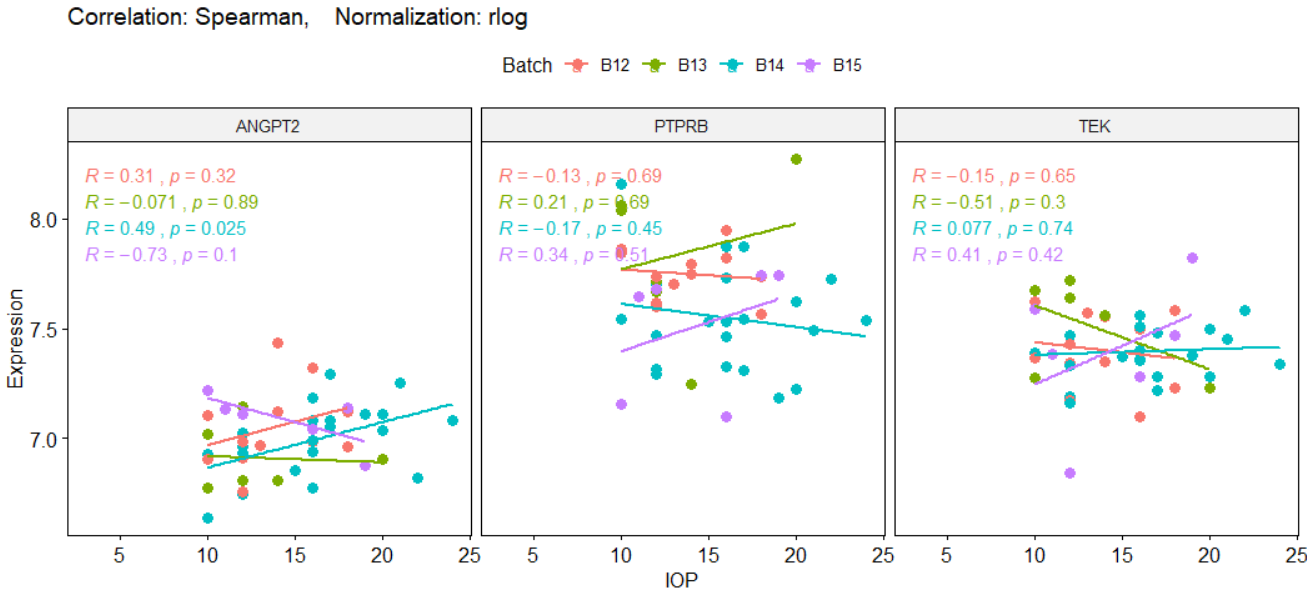 Correlation: Spearman,    Normalization: rlog
Batch B12 B13 B14 B15
ANGPT2 PTPRB TEK
R = 0.31 , p = 0.32 R = −0.13 , p = 0.69 R = −0.15 , p = 0.65
R = −0.071 , p = 0.89 R = 0.21 , p = 0.69 R = −0.51 , p = 0.3
R = 0.49 , p = 0.025 R = −0.17 , p = 0.45 R = 0.077 , p = 0.74
R = −0.73 , p = 0.1 R = 0.34 , p = 0.51 R = 0.41 , p = 0.42
Expression
8.0
7.5
7.0
5 10 15 20 25 5 10 15 20 25 5 10 15 20 25
IOP